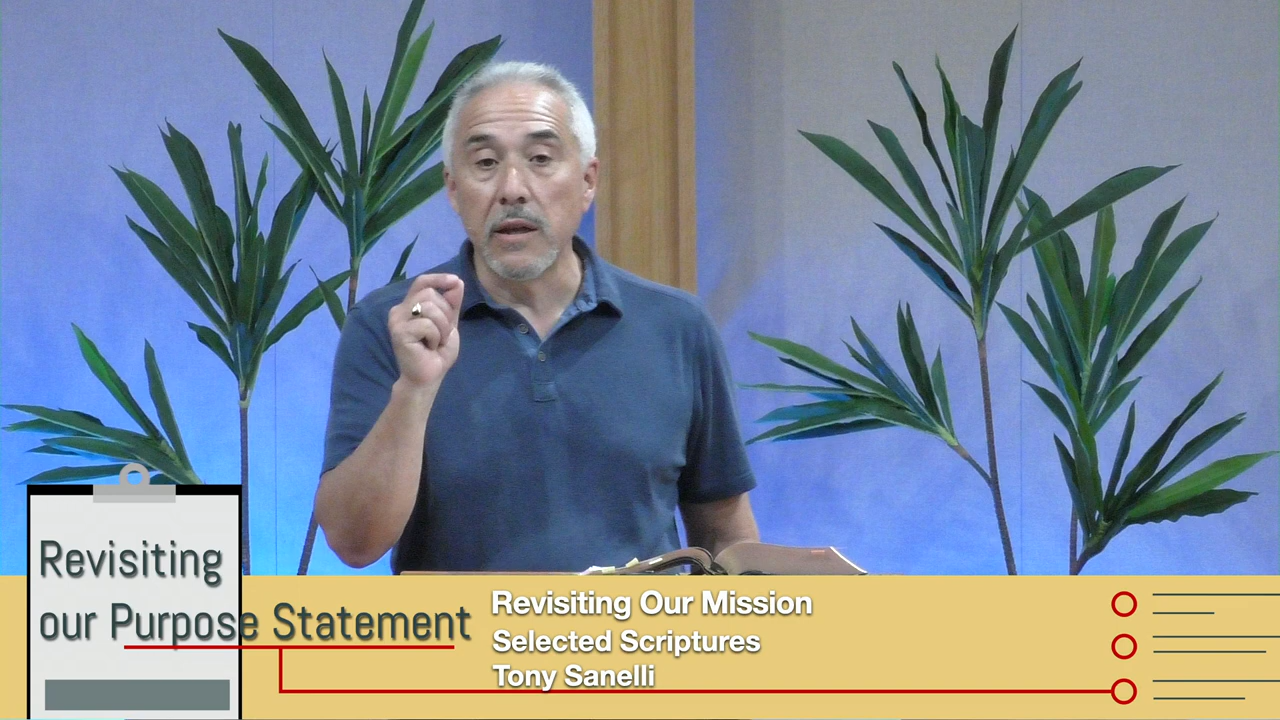 Revisiting
our Purpose Statement
Revisiting Our Mission
Selected Scriptures
Tony Sanelli